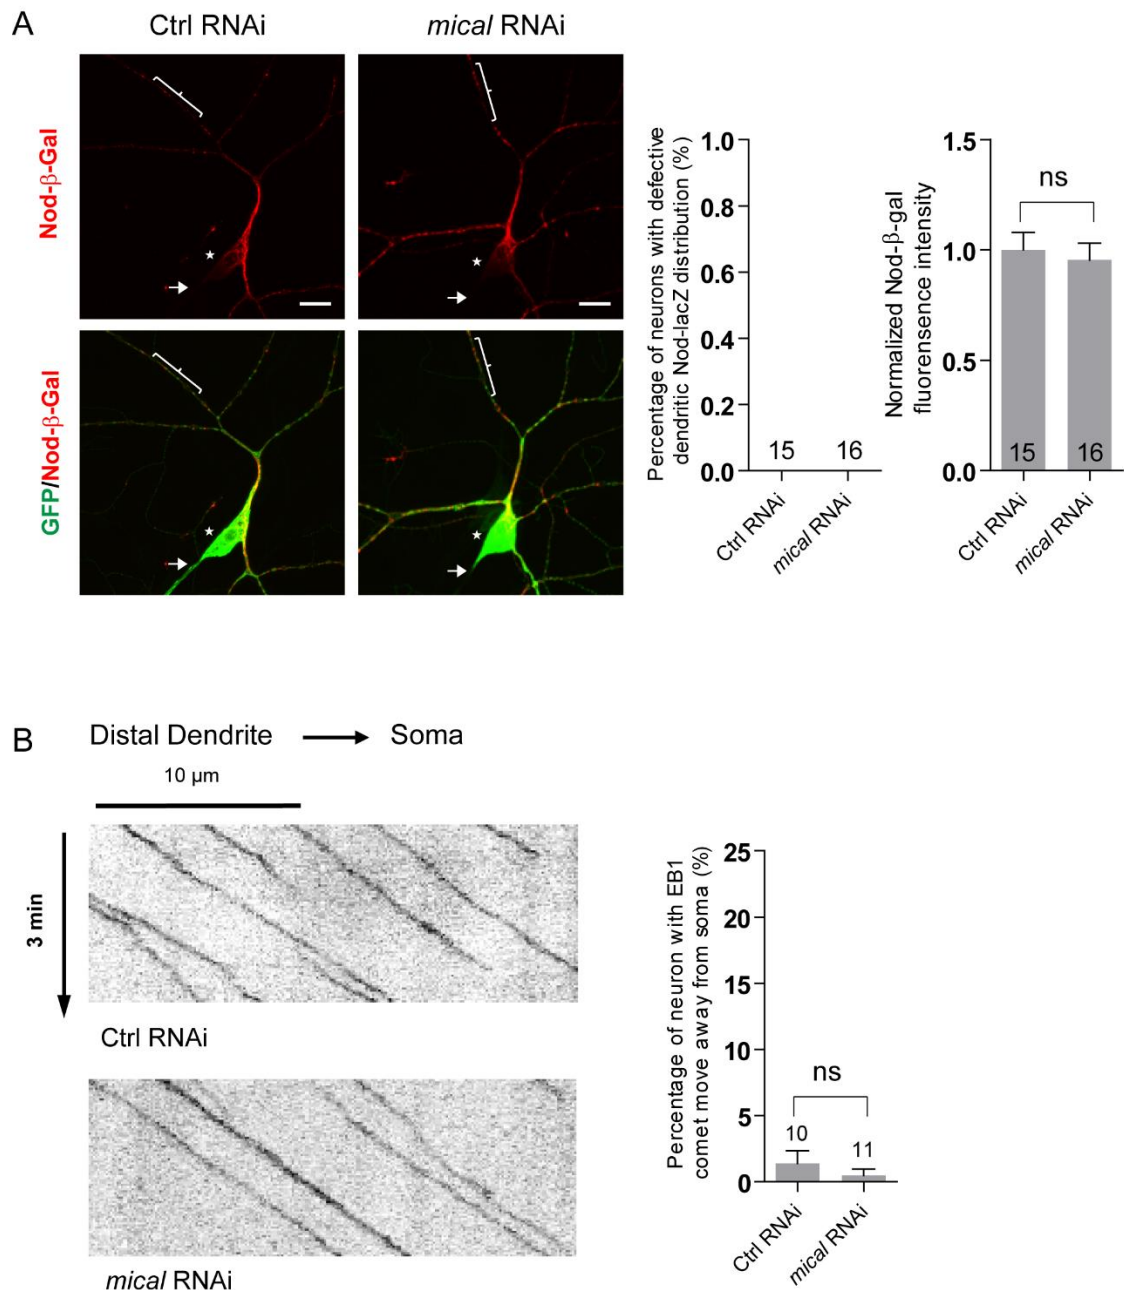 A
Ctrl RNAi
mical RNAi
Nod-β-Gal
GFP/Nod-β-Gal
Percentage of neurons with defective
dendritic Nod-lacZ distribution (%)
1.0
0.8
0.6
0.4
0.2
0.0
15
16
Ctrl RNAi
mical RNAi
Normalized Nod-β-gal
fluorensence intensity
1.5
1.0
0.5
0.0
ns
15
16
Ctrl RNAi
mical RNAi
B
Distal Dendrite
Soma
10 µm
3 min
Ctrl RNAi
mical RNAi
Percentage of neuron with EB1
comet move away from soma (%)
25
20
15
10
5
0
ns
10
11
Ctrl RNAi
mical RNAi